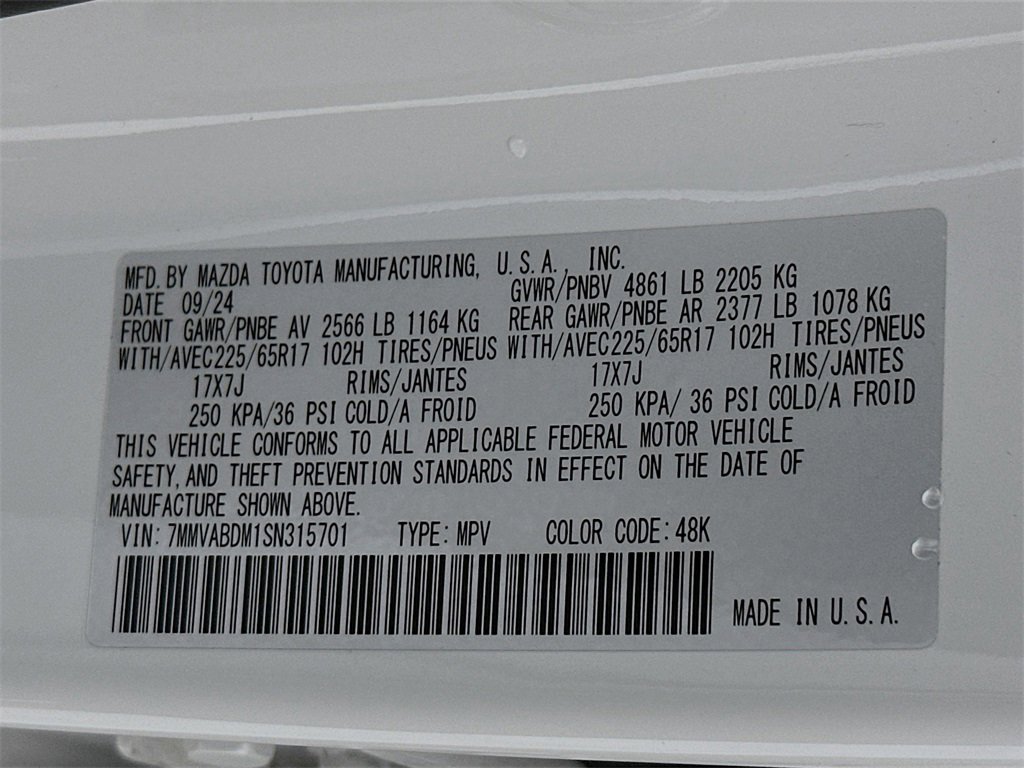 MFD. BY MAZDA TOYOTA MANUFACTURING, U.S.A., INC.
DATE 09/24 GVWR/PNBV 4861 LB 2205 KG
FRONT GAWR/PNBE AV 2566 LB 1164 KG REAR GAWR/PNBE AR 2377 LB 1078 KG
WITH/AVEC225/65R17 102H TIRES/PNEUS WITH/AVEC225/65R17 102H TIRES/PNEUS
17X7J RIMS/JANTES 17X7J RIMS/JANTES
250 KPA/36 PSI COLD/A FROID 250 KPA/ 36 PSI COLD/A FROID
THIS VEHICLE CONFORMS TO ALL APPLICABLE FEDERAL MOTOR VEHICLE
SAFETY, AND THEFT PREVENTION STANDARDS IN EFFECT ON THE DATE OF
MANUFACTURE SHOWN ABOVE.
VIN: 7MMVABDM1SN315701 TYPE: MPV COLOR CODE: 48K
MADE IN U.S.A.